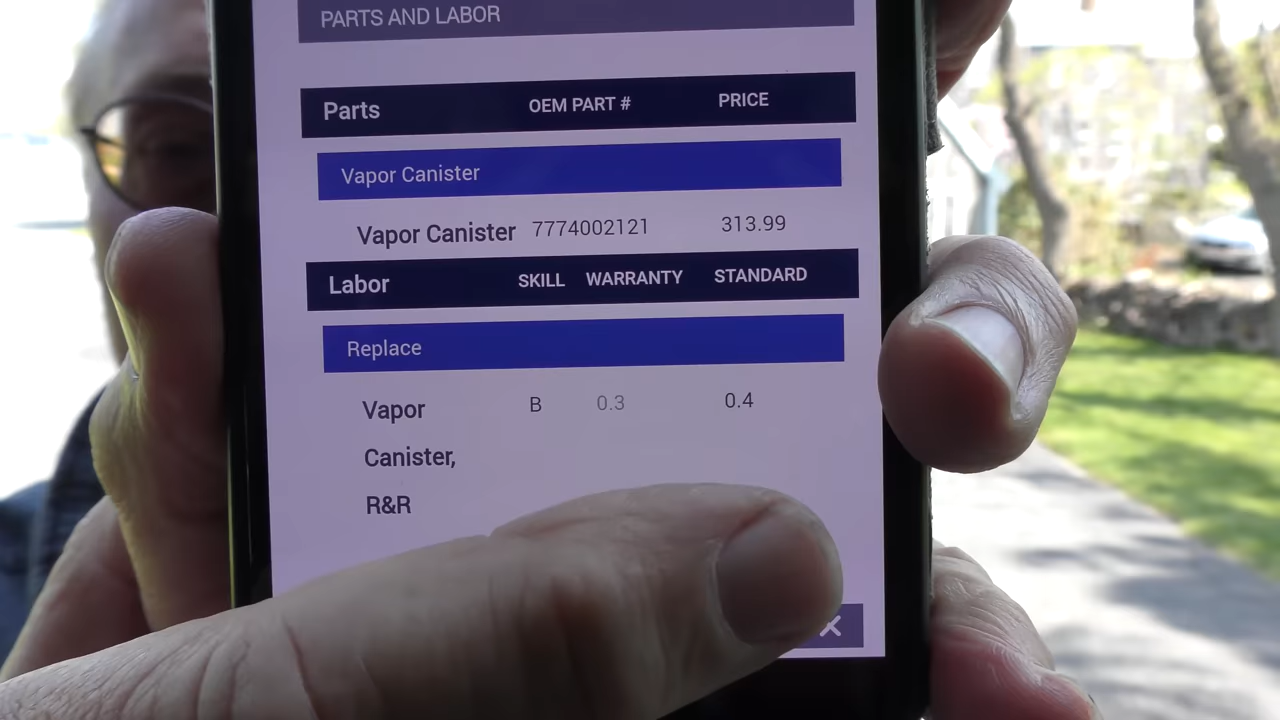 PARTS AND LABOR
Parts OEM PART # PRICE
Vapor Canister
Vapor Canister 7774002121 313.99
Labor SKILL WARRANTY STANDARD
Replace
Vapor B 0.3 0.4
Canister,
R&R